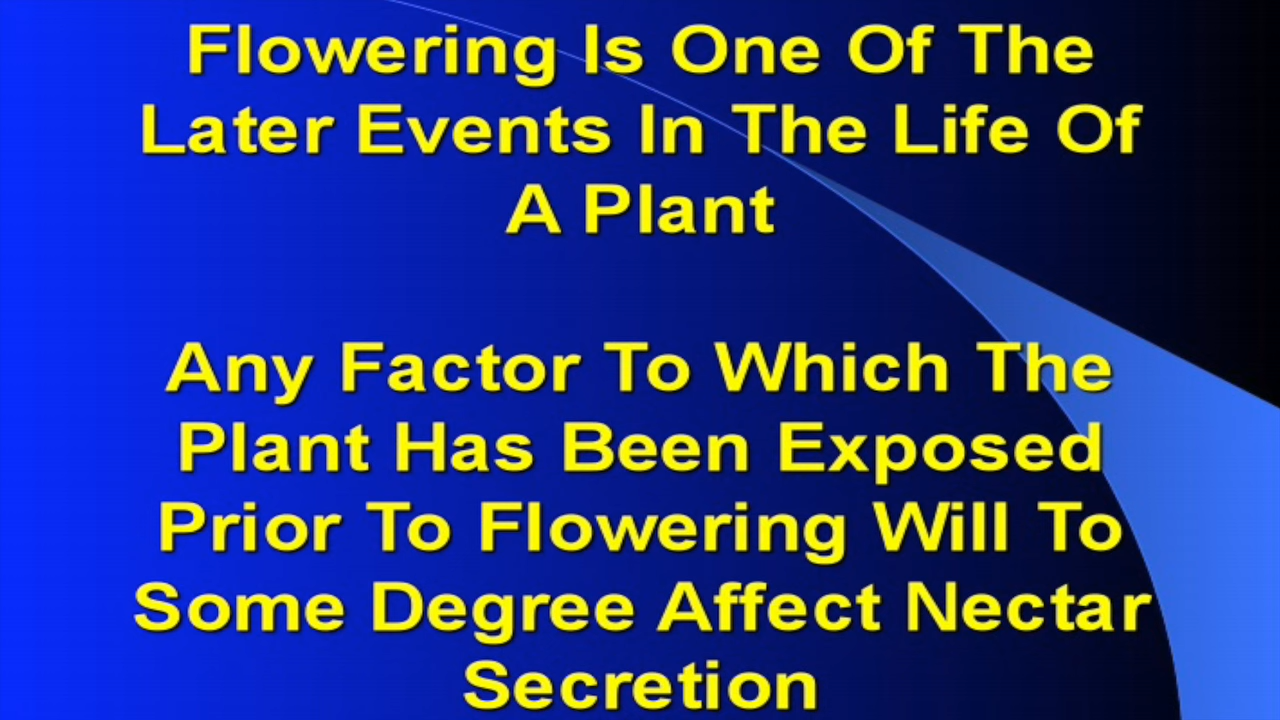 Flowering Is One Of The
Later Events In The Life Of
A Plant
Any Factor To Which The
Plant Has Been Exposed
Prior To Flowering Will To
Some Degree Affect Nectar
Secretion